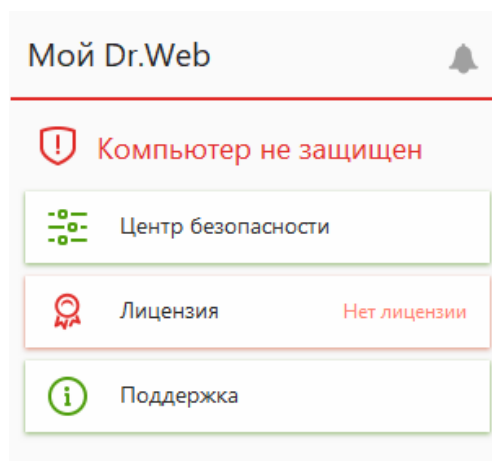 Мой Dr.Web
Компьютер не защищен
Центр безопасности
Лицензия Нет лицензии
Поддержка